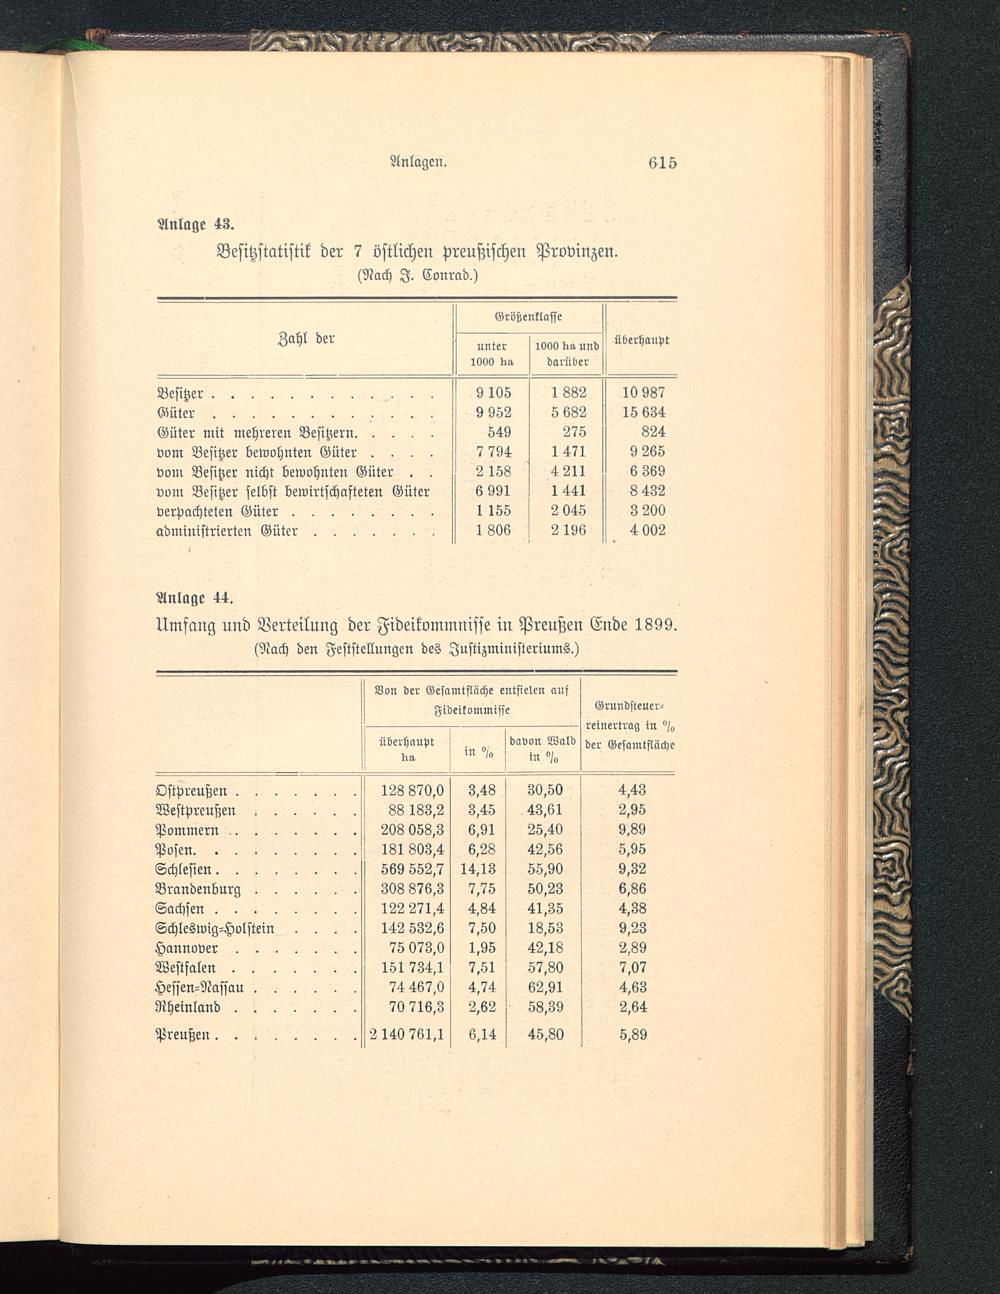 Anlagen. 615
Anlage 43.
Besitzstatistik der 7 östlichen preußischen Provinzen.
(Nach J. Conrad.)
Zahl der
Größenklasse
unter 1000 ha
1000 ha und darüber
überhaupt
Besitzer . . . . . . . . . . . . 9 105 1 882 10 987
Güter . . . . . . . . . . . . 9 952 5 682 15 634
Güter mit mehreren Besitzern. . . . . 549 275 824
vom Besitzer bewohnten Güter . . . . 7 794 1 471 9 265
vom Besitzer nicht bewohnten Güter . . 2 158 4 211 6 369
vom Besitzer selbst bewirtschafteten Güter 6 991 1 441 8 432
verpachteten Güter . . . . . . . . 1 155 2 045 3 200
administrierten Güter . . . . . . . 1 806 2 196 4 002
Anlage 44.
Umfang und Verteilung der Fideikommnisse in Preußen Ende 1899.
(Nach den Feststellungen des Justizministeriums.)
Von der Gesamtfläche entfielen auf
Fideikommisse
überhaupt
ha
in %
davon Wald
in %
Grundsteuer-
reinertrag in %
der Gesamtfläche
Ostpreußen . . . . . . . 128 870,0 3,48 30,50 4,43
Westpreußen . . . . . . 88 183,2 3,45 43,61 2,95
Pommern . . . . . . . 208 058,3 6,91 25,40 9,89
Posen. . . . . . . . . 181 803,4 6,28 42,56 5,95
Schlesien . . . . . . . . 569 552,7 14,13 55,90 9,32
Brandenburg . . . . . . 308 876,3 7,75 50,23 6,86
Sachsen . . . . . . . . 122 271,4 4,84 41,35 4,38
Schleswig-Holstein . . . . 142 532,6 7,50 18,53 9,23
Hannover . . . . . . . 75 073,0 1,95 42,18 2,89
Westfalen . . . . . . . 151 734,1 7,51 57,80 7,07
Hessen-Nassau . . . . . . 74 467,0 4,74 62,91 4,63
Rheinland . . . . . . . 70 716,3 2,62 58,39 2,64
Preußen . . . . . . . . 2 140 761,1 6,14 45,80 5,89